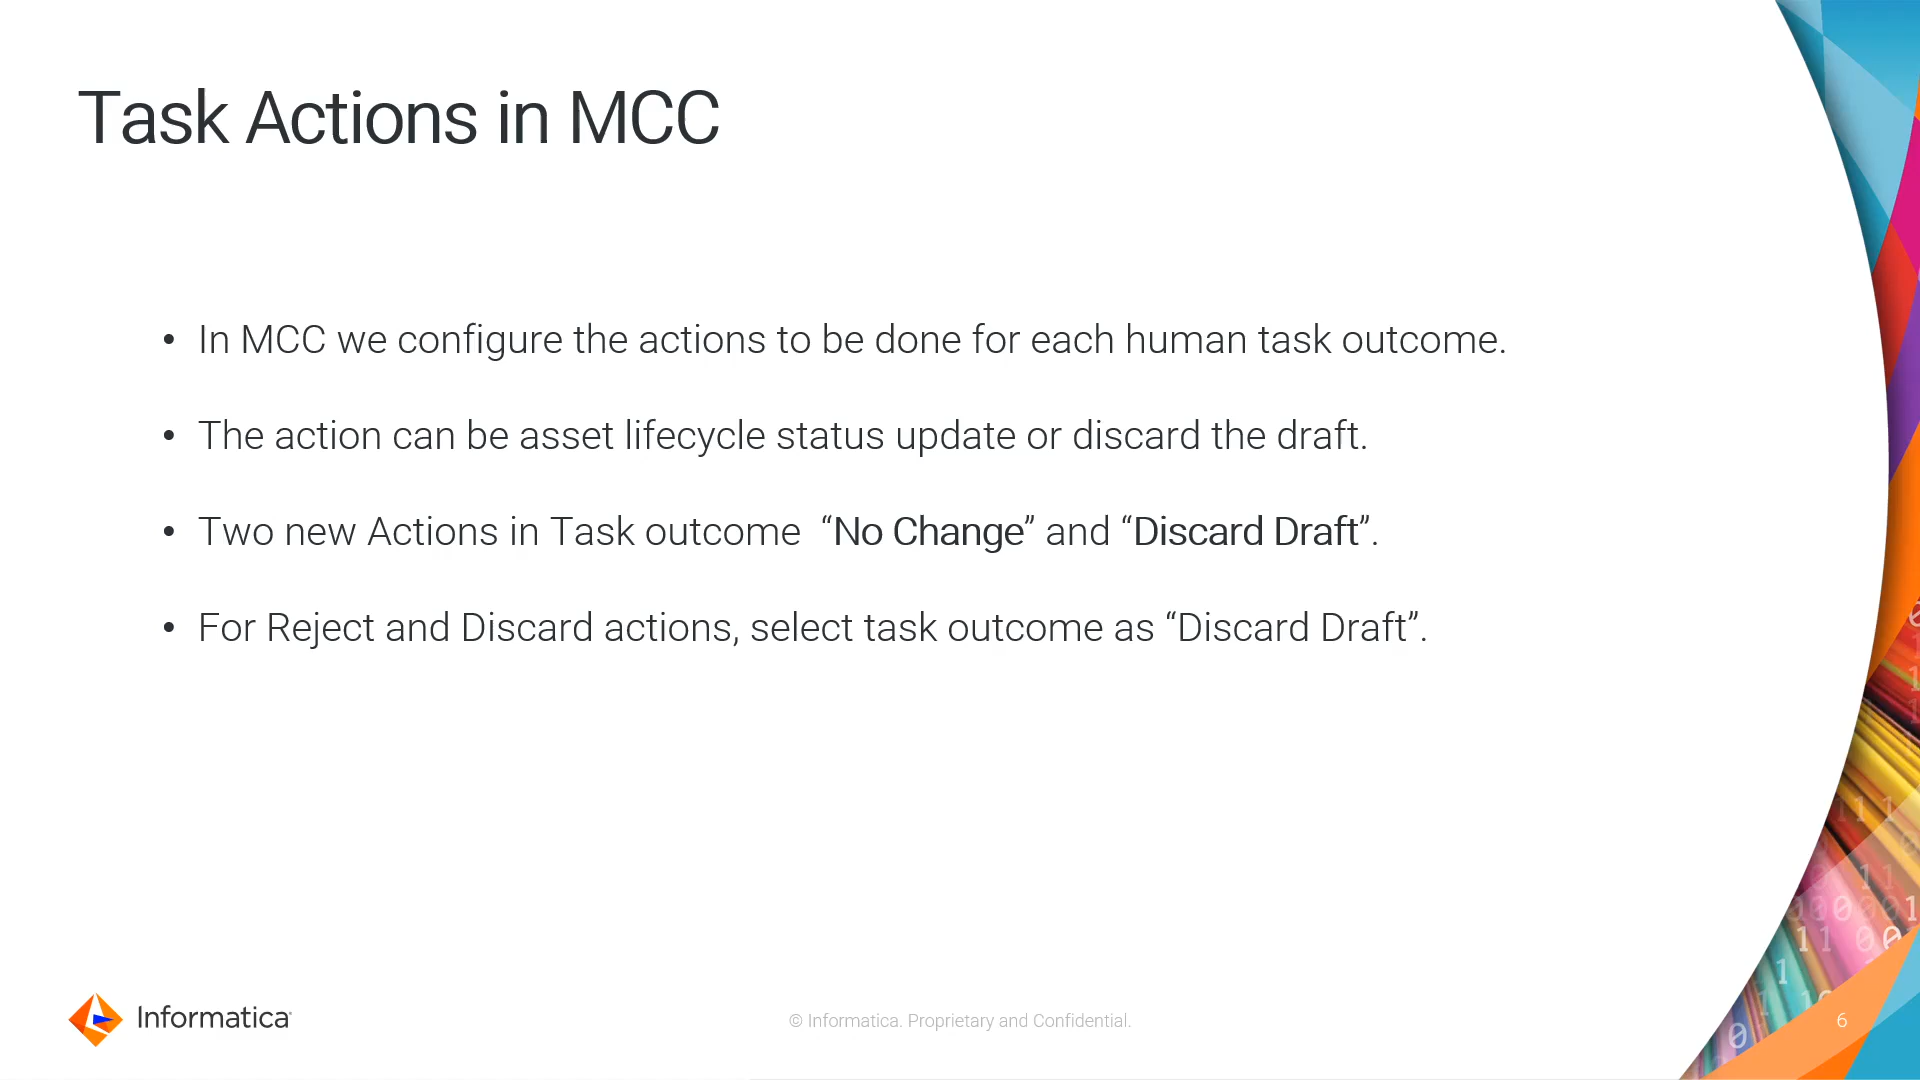 Task Actions in MCC
• In MCC we configure the actions to be done for each human task outcome.
• The action can be asset lifecycle status update or discard the draft.
• Two new Actions in Task outcome “No Change” and “Discard Draft”.
• For Reject and Discard actions, select task outcome as “Discard Draft”.
Informatica
© Informatica. Proprietary and Confidential.
6